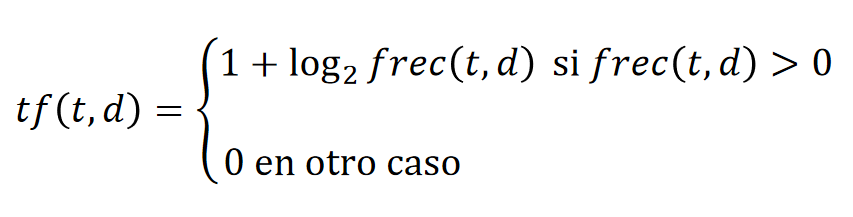 1 + log₂ frec(t, d) si frec(t, d) > 0
tf(t, d) =
0 en otro caso